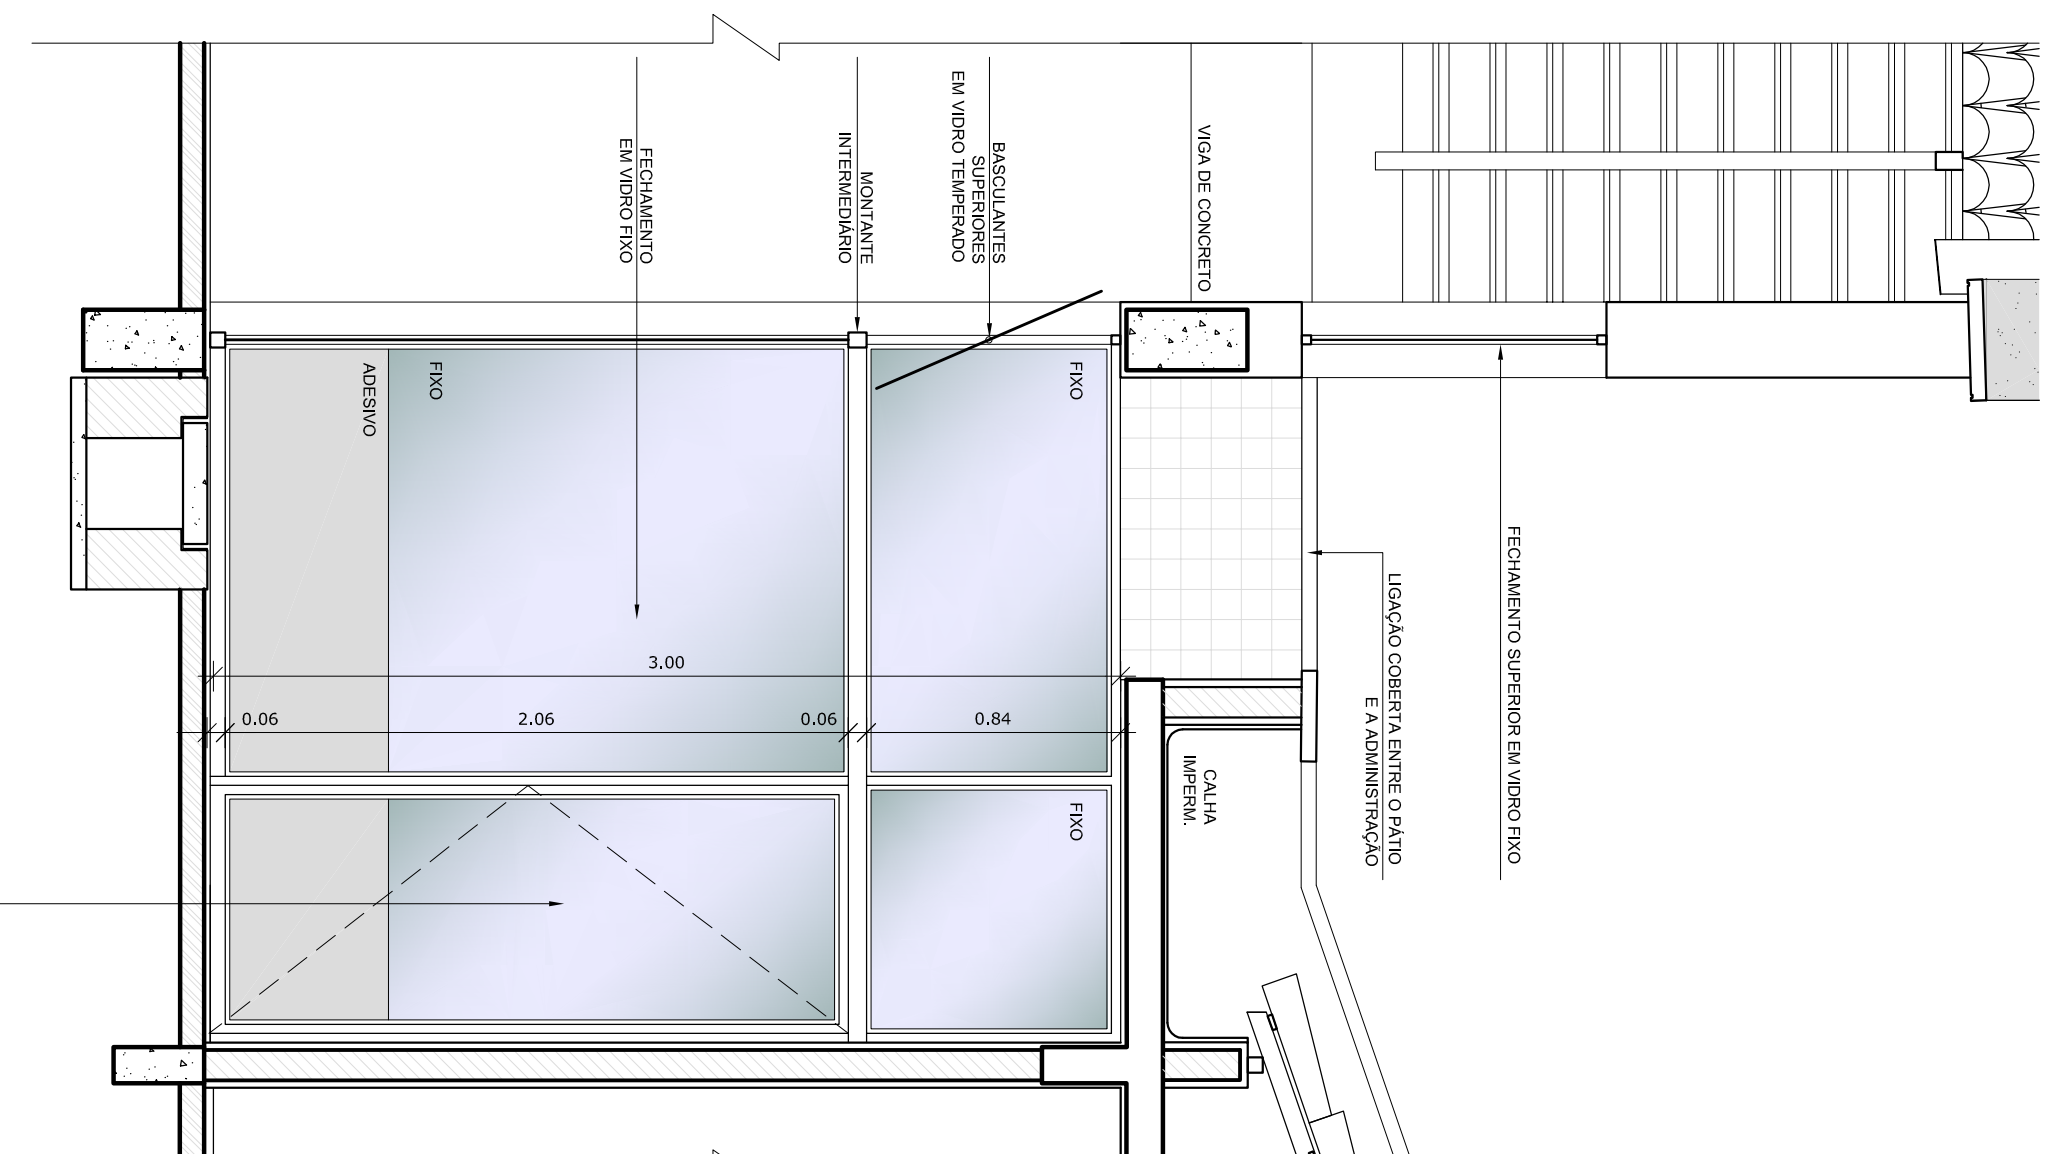 FECHAMENTO SUPERIOR EM VIDRO FIXO
LIGAÇÃO COBERTA ENTRE O PÁTIO
E A ADMINISTRAÇÃO
VIGA DE CONCRETO
CALHA
IMPERM.
BASCULANTES
SUPERIORES
EM VIDRO TEMPERADO
FIXO
FIXO
MONTANTE
INTERMEDIÁRIO
FECHAMENTO
EM VIDRO FIXO
FIXO
ADESIVO
3.00
0.06
2.06
0.06
0.84